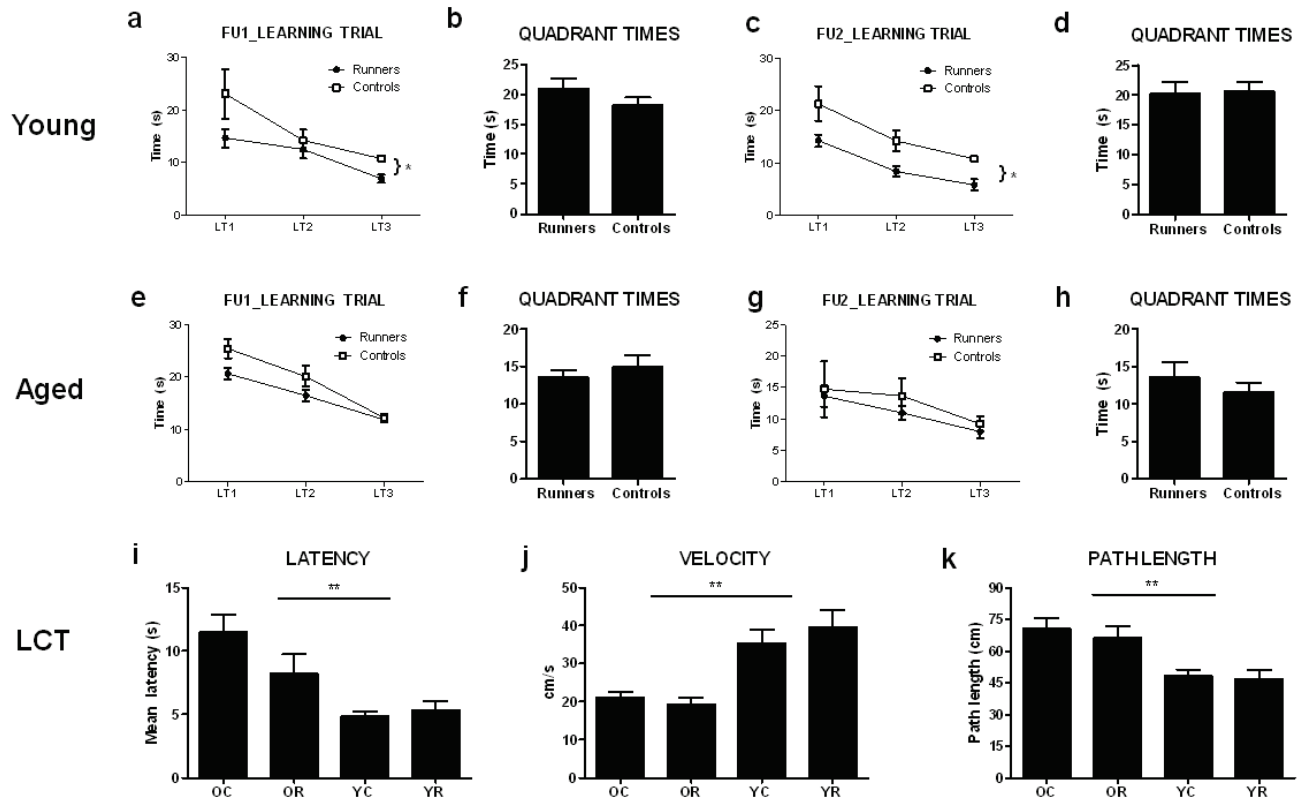 a
FU1_LEARNING TRIAL
Runners
Controls
Time (s)
30
20
10
0
LT1 LT2 LT3
*
b
QUADRANT TIMES
Time (s)
25
20
15
10
5
0
Runners Controls
c
FU2_LEARNING TRIAL
Runners
Controls
Time (s)
30
20
10
0
LT1 LT2 LT3
*
d
QUADRANT TIMES
Time (s)
25
20
15
10
5
0
Runners Controls
Young
e
FU1_LEARNING TRIAL
Runners
Controls
Time (s)
30
20
10
0
LT1 LT2 LT3
f
QUADRANT TIMES
Time (s)
20
15
10
5
0
Runners Controls
g
FU2_LEARNING TRIAL
Runners
Controls
Time (s)
25
20
15
10
5
0
LT1 LT2 LT3
h
QUADRANT TIMES
Time (s)
20
15
10
5
0
Runners Controls
Aged
i
LATENCY
**
Mean latency (s)
15
10
5
0
OC OR YC YR
j
VELOCITY
**
cm/s
50
40
30
20
10
0
OC OR YC YR
k
PATH LENGTH
**
Path length (cm)
90
75
60
45
30
15
0
OC OR YC YR
LCT